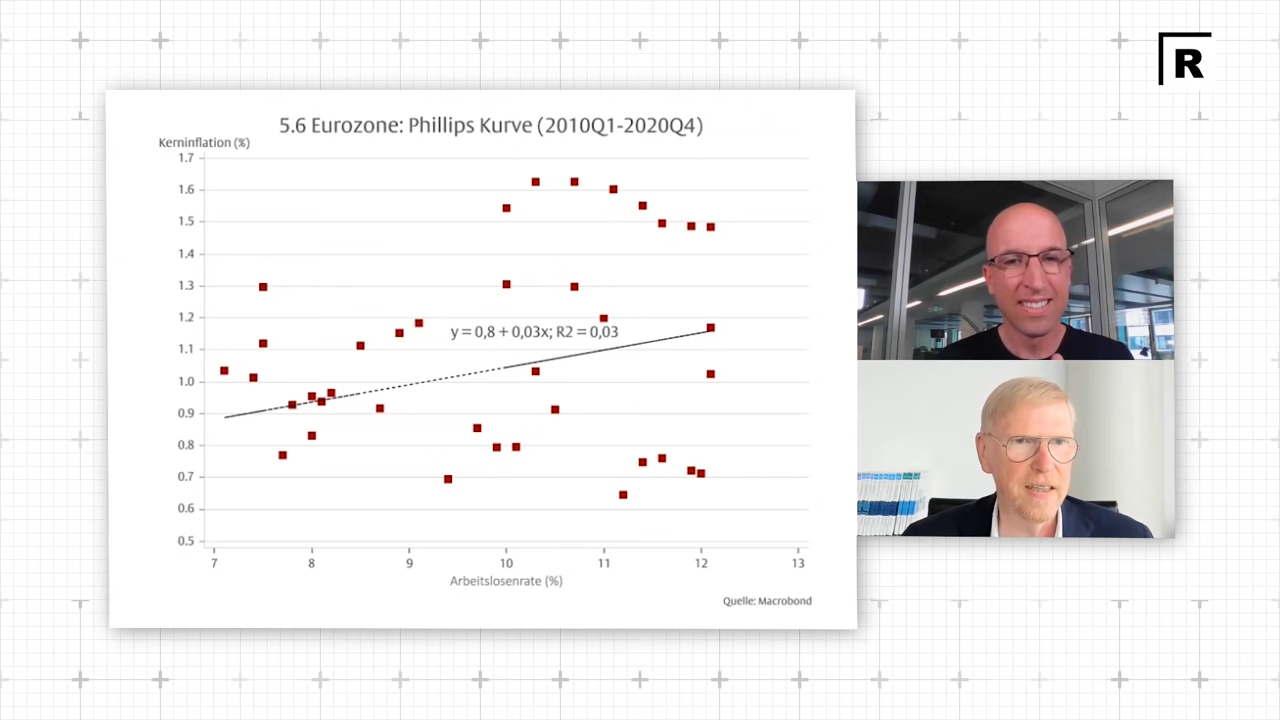 R
5.6 Eurozone: Phillips Kurve (2010Q1-2020Q4)
Kerninflation (%)
1.7
1.6
1.5
1.4
1.3
1.2
y = 0,8 + 0,03x; R2 = 0,03
1.1
1.0
0.9
0.8
0.7
0.6
0.5
7 8 9 10 11 12 13
Arbeitslosenrate (%)
Quelle: Macrobond